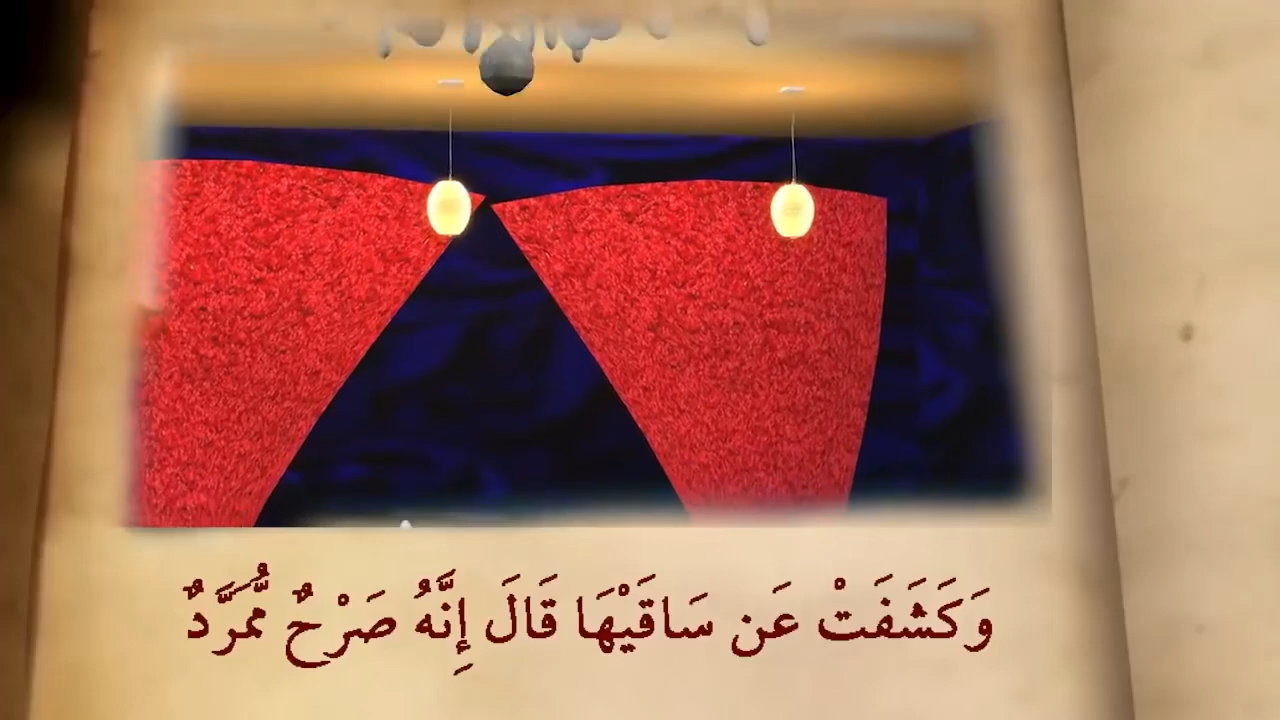 وَكَشَفَتْ عَن سَاقَيْهَا قَالَ إِنَّهُ صَرْحٌ مُّمَرَّدٌ